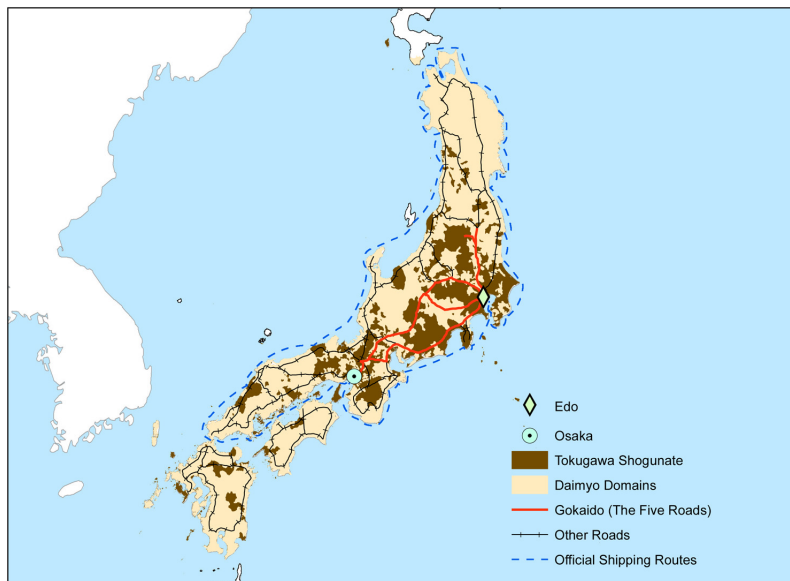 Edo
Osaka
Tokugawa Shogunate
Daimyo Domains
Gokaido (The Five Roads)
Other Roads
Official Shipping Routes